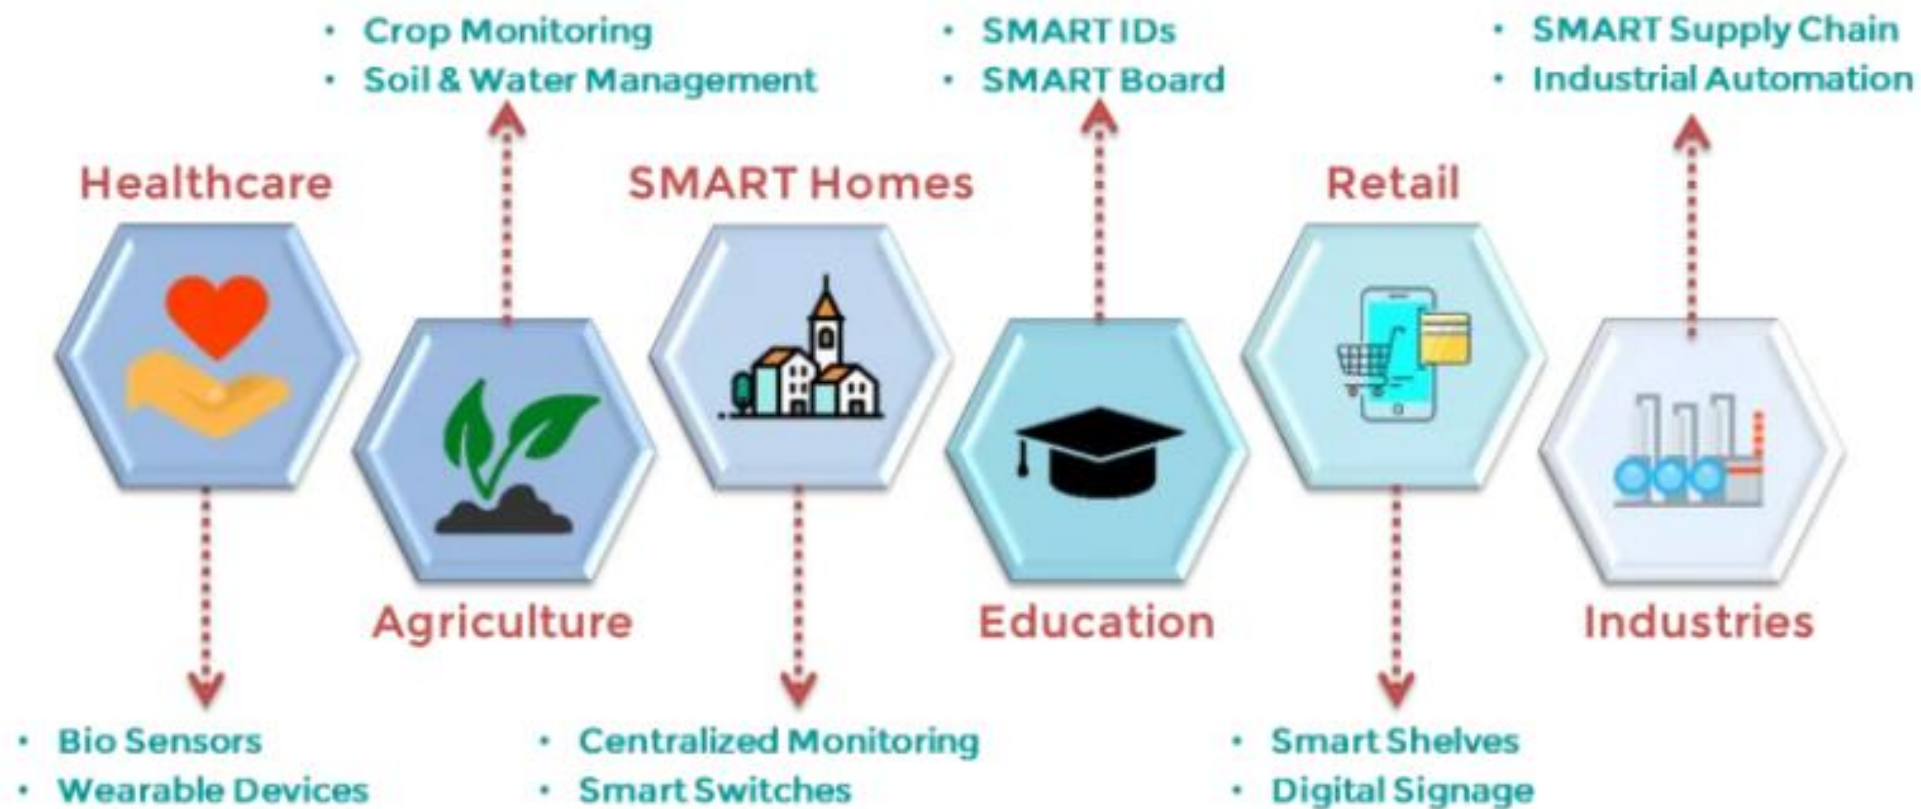 • Crop Monitoring
• Soil & Water Management
• SMART IDs
• SMART Board
• SMART Supply Chain
• Industrial Automation
Healthcare
SMART Homes
Retail
Agriculture
Education
Industries
• Bio Sensors
• Wearable Devices
• Centralized Monitoring
• Smart Switches
• Smart Shelves
• Digital Signage